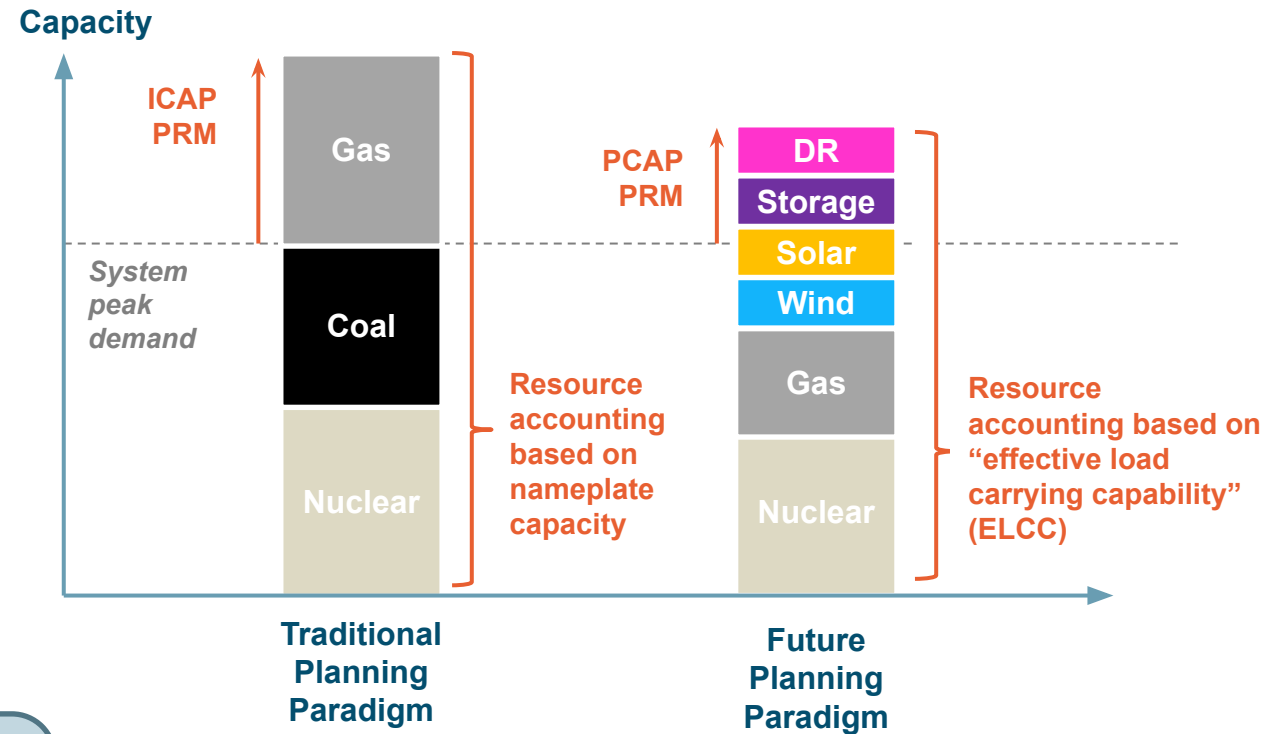 Capacity
ICAP
PRM
Gas
Coal
Nuclear
System
peak
demand
Resource
accounting
based on
nameplate
capacity
Traditional
Planning
Paradigm
PCAP
PRM
DR
Storage
Solar
Wind
Gas
Nuclear
Resource
accounting based on
“effective load
carrying capability”
(ELCC)
Future
Planning
Paradigm